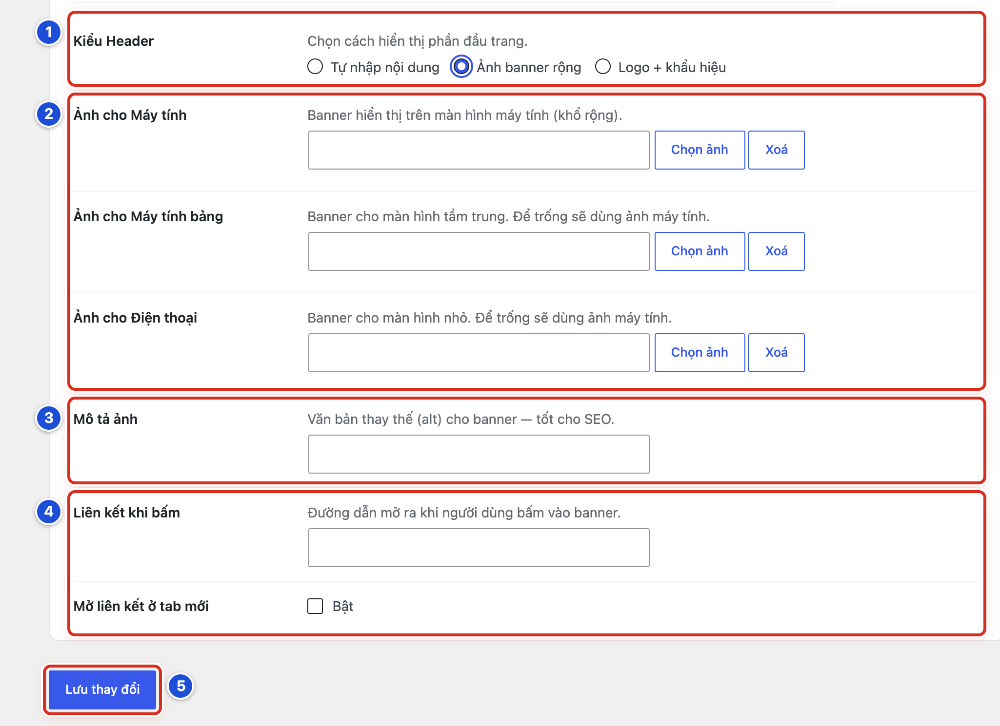 1
Kiểu Header
Chọn cách hiển thị phần đầu trang.
Tự nhập nội dung Ảnh banner rộng Logo + khẩu hiệu
2
Ảnh cho Máy tính
Banner hiển thị trên màn hình máy tính (khổ rộng).
Chọn ảnh Xoá
Ảnh cho Máy tính bảng
Banner cho màn hình tầm trung. Để trống sẽ dùng ảnh máy tính.
Chọn ảnh Xoá
Ảnh cho Điện thoại
Banner cho màn hình nhỏ. Để trống sẽ dùng ảnh máy tính.
Chọn ảnh Xoá
3
Mô tả ảnh
Văn bản thay thế (alt) cho banner — tốt cho SEO.
4
Liên kết khi bấm
Đường dẫn mở ra khi người dùng bấm vào banner.
Mở liên kết ở tab mới
Bật
Lưu thay đổi
5